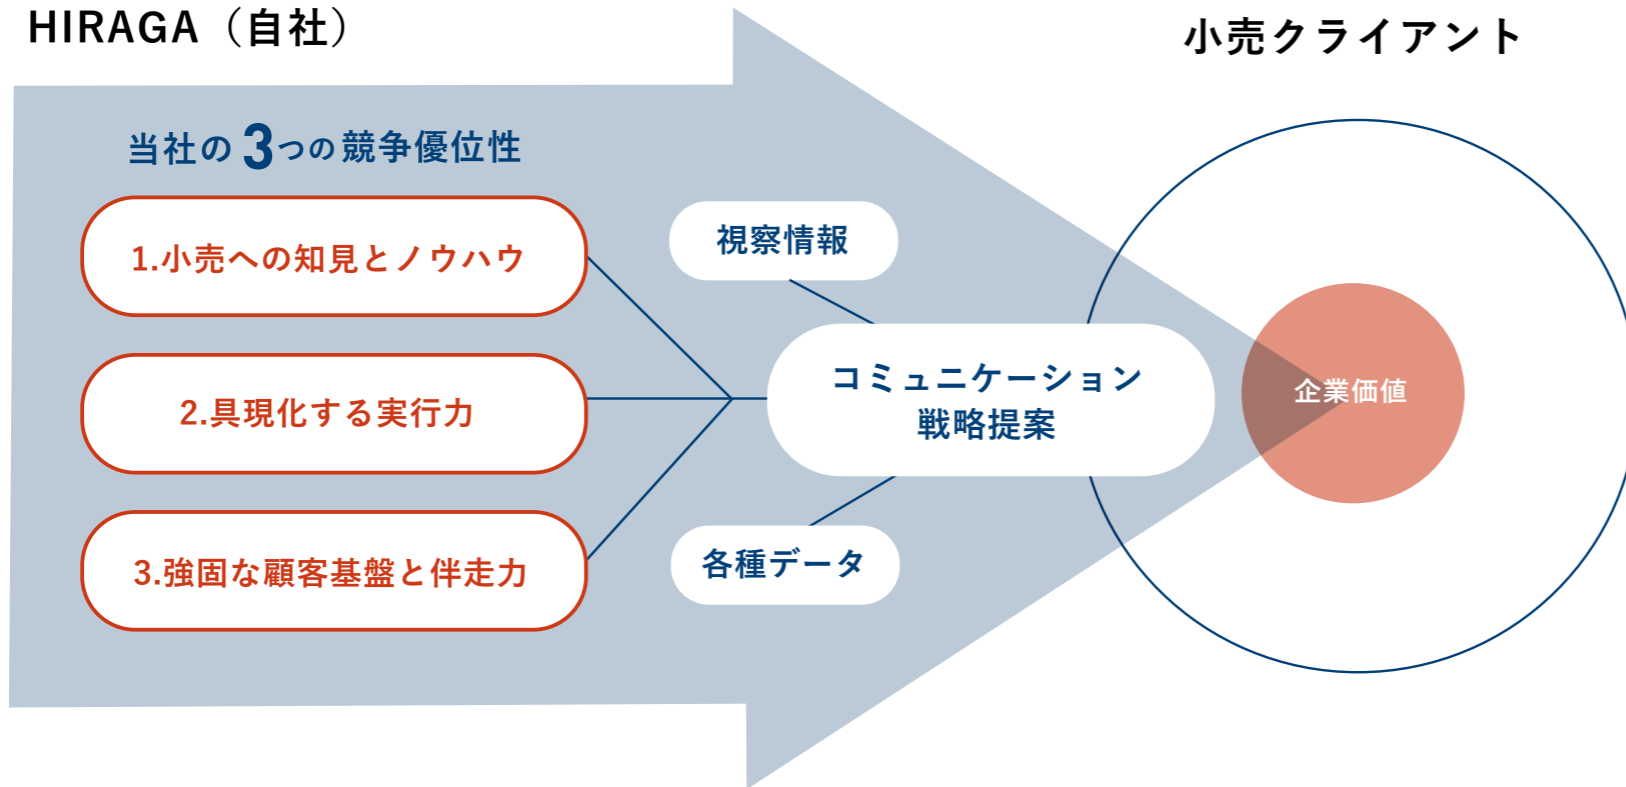 HIRAGA（自社）
小売クライアント
当社の3つの競争優位性
1.小売への知見とノウハウ
2.具現化する実行力
3.強固な顧客基盤と伴走力
視察情報
コミュニケーション
戦略提案
各種データ
企業価値